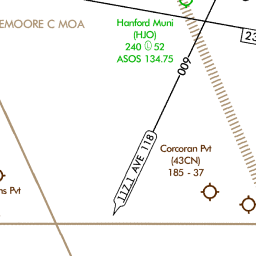 EMOORE C MOA
Hanford Muni
(HJO)
240 52
ASOS 134.75
23
009
117.1 AVE 118
Corcoran Pvt
(43CN)
185 - 37
ns Pvt